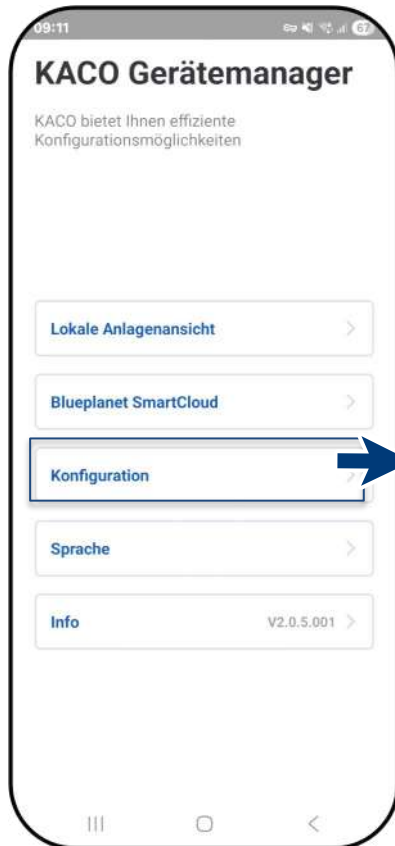 09:11
67
KACO Gerätemanager
KACO bietet Ihnen effiziente
Konfigurationsmöglichkeiten
Lokale Anlagenansicht
Blueplanet SmartCloud
Konfiguration
Sprache
Info V2.0.5.001